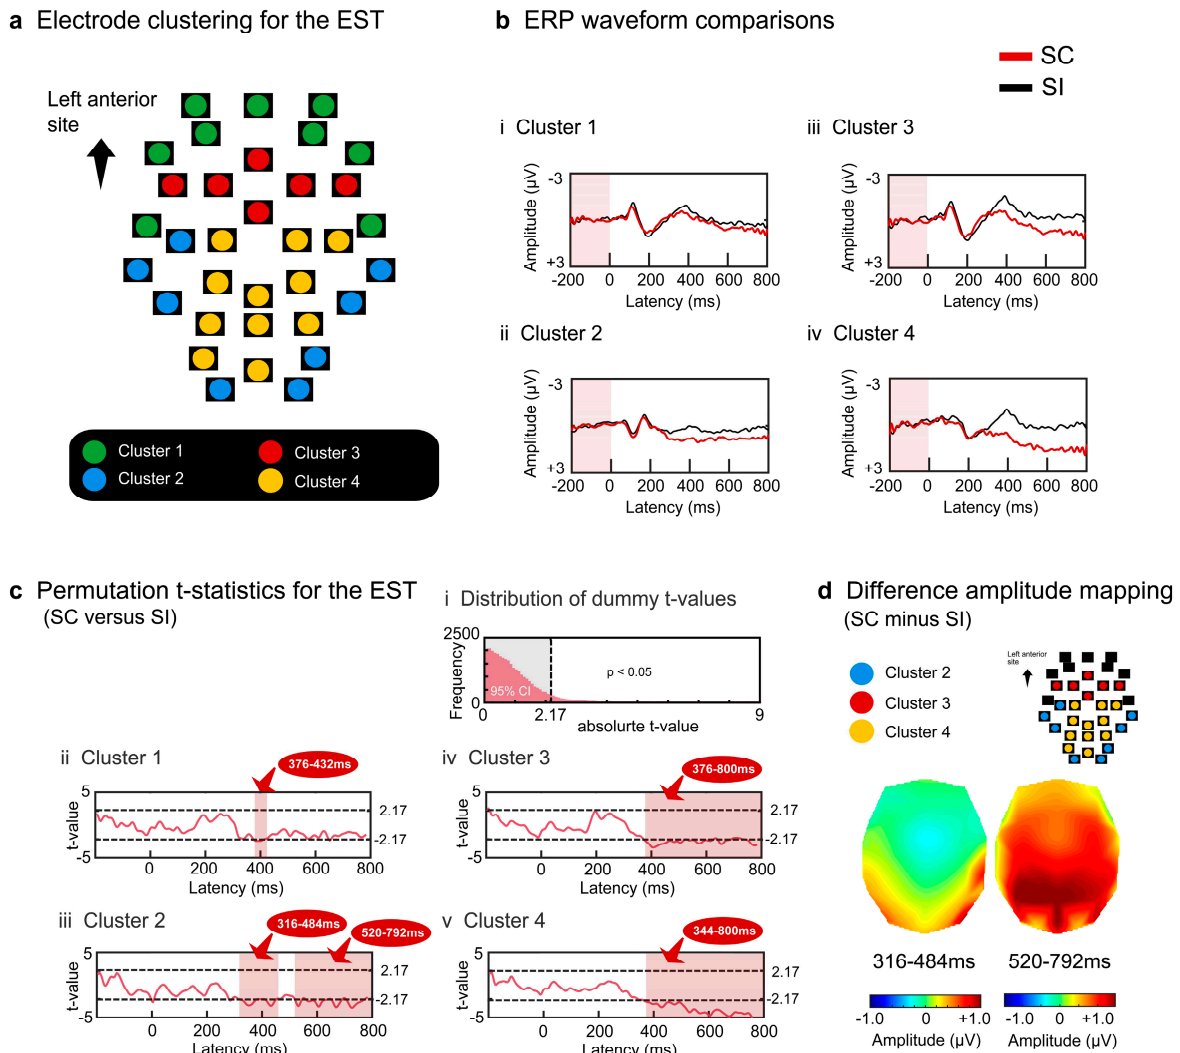 a Electrode clustering for the EST
Left anterior
site
Cluster 1
Cluster 2
Cluster 3
Cluster 4
b ERP waveform comparisons
SC
SI
i Cluster 1
-3
+3
Amplitude (µV)
-200 0 200 400 600 800
Latency (ms)
iii Cluster 3
-3
+3
Amplitude (µV)
-200 0 200 400 600 800
Latency (ms)
ii Cluster 2
-3
+3
Amplitude (µV)
-200 0 200 400 600 800
Latency (ms)
iv Cluster 4
-3
+3
Amplitude (µV)
-200 0 200 400 600 800
Latency (ms)
c Permutation t-statistics for the EST
(SC versus SI)
i Distribution of dummy t-values
2500
0
Frequency
95% CI
p < 0.05
0 2.17 9
absolurte t-value
ii Cluster 1
376-432ms
5
-5
t-value
2.17
-2.17
0 200 400 600 800
Latency (ms)
iv Cluster 3
376-800ms
5
-5
t-value
2.17
-2.17
0 200 400 600 800
Latency (ms)
iii Cluster 2
316-484ms
520-792ms
5
-5
t-value
2.17
-2.17
0 200 400 600 800
Latency (ms)
v Cluster 4
344-800ms
5
-5
t-value
2.17
-2.17
0 200 400 600 800
Latency (ms)
d Difference amplitude mapping
(SC minus SI)
Cluster 2
Cluster 3
Cluster 4
Left anterior
site
316-484ms
520-792ms
-1.0 0 +1.0
Amplitude (µV)
-1.0 0 +1.0
Amplitude (µV)